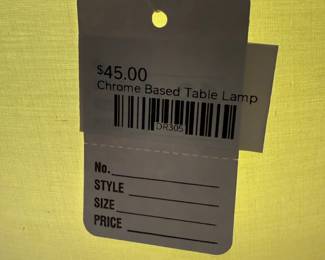 $45.00
Chrome Based Table Lamp
DR305
No.
STYLE
SIZE
PRICE